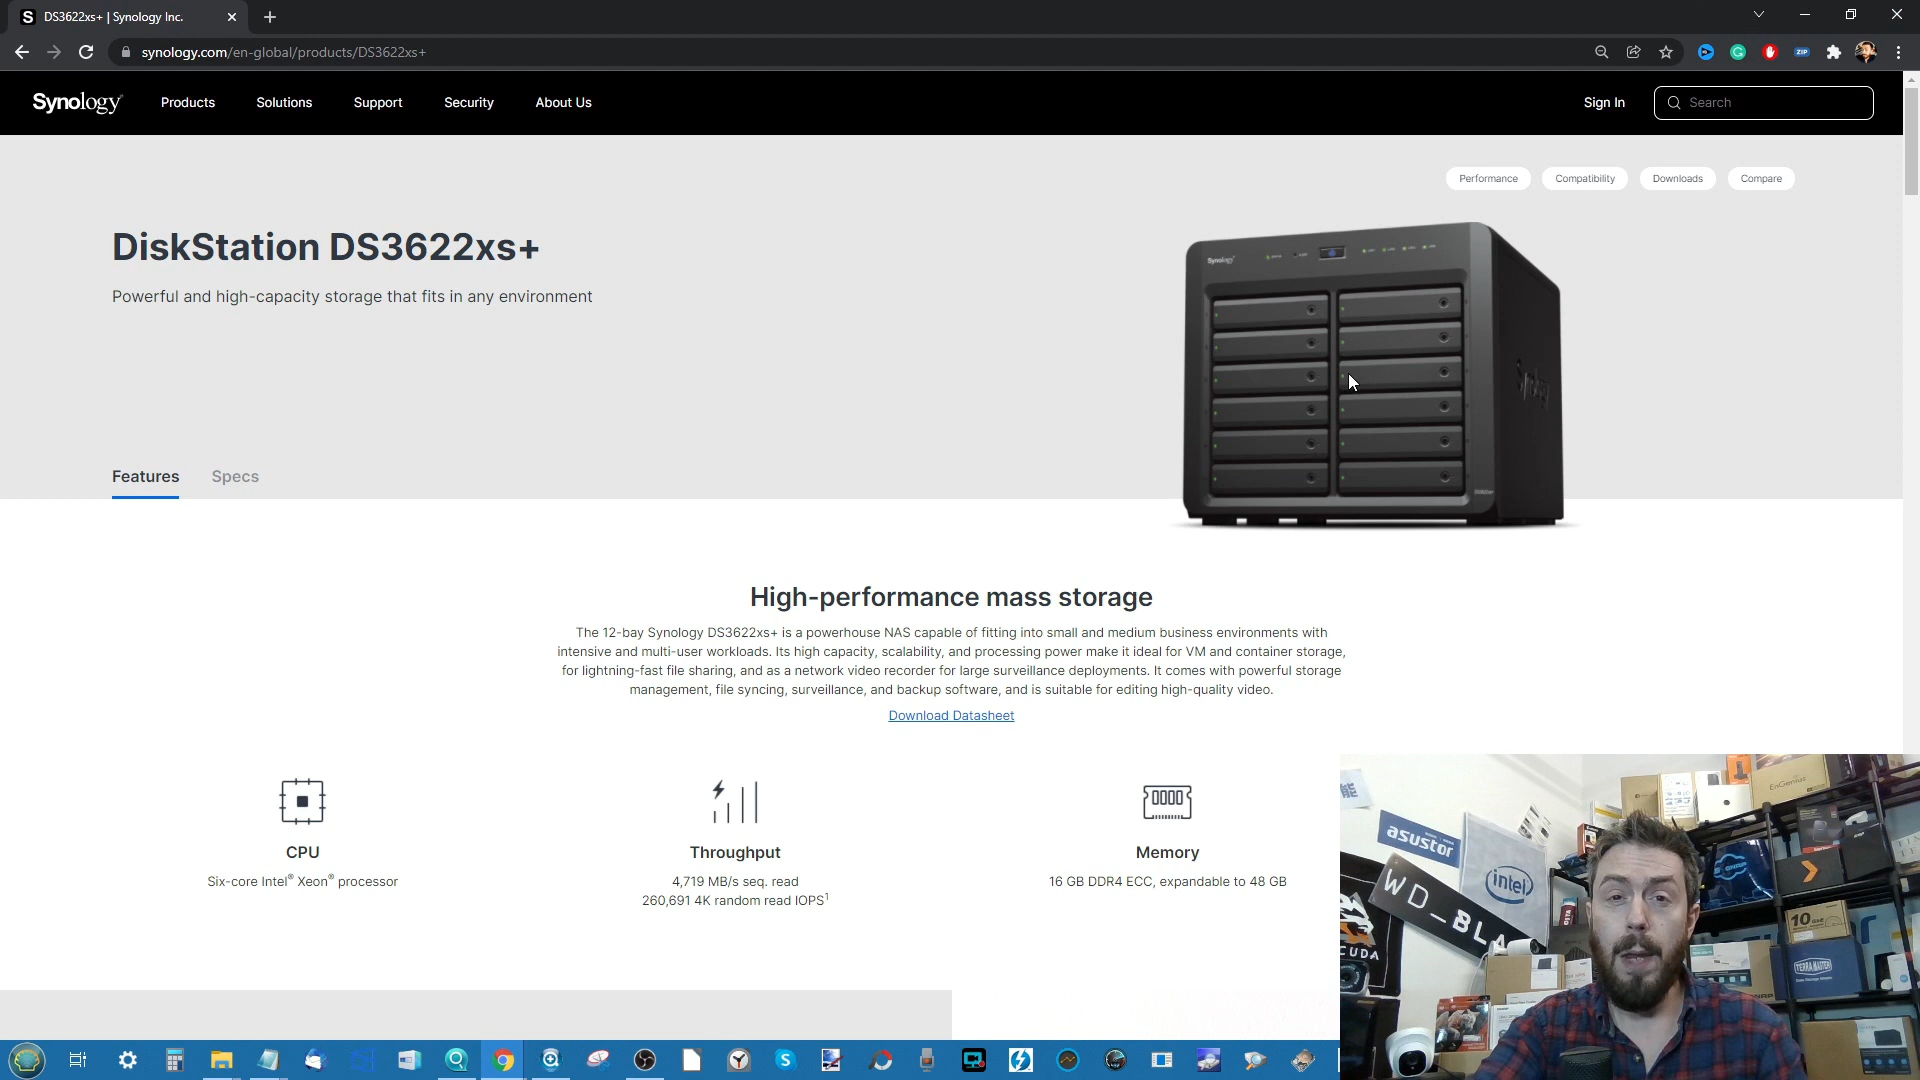 DS3622xs+ | Synology Inc.
synology.com/en-global/products/DS3622xs+
Synology
Products
Solutions
Support
Security
About Us
Sign In
Search
Performance
Compatibility
Downloads
Compare
DiskStation DS3622xs+
Powerful and high-capacity storage that fits in any environment
Synology
Synology
Features
Specs
High-performance mass storage
The 12-bay Synology DS3622xs+ is a powerhouse NAS capable of fitting into small and medium business environments with
intensive and multi-user workloads. Its high capacity, scalability, and processing power make it ideal for VM and container storage,
for lightning-fast file sharing, and as a network video recorder for large surveillance deployments. It comes with powerful storage
management, file syncing, surveillance, and backup software, and is suitable for editing high-quality video.
Download Datasheet
CPU
Six-core Intel® Xeon® processor
Throughput
4,719 MB/s seq. read
260,691 4K random read IOPS1
Memory
16 GB DDR4 ECC, expandable to 48 GB
asustor
intel
WD_BLA
CUDA
EnGenius
10
TERRA MASTER
ZIP